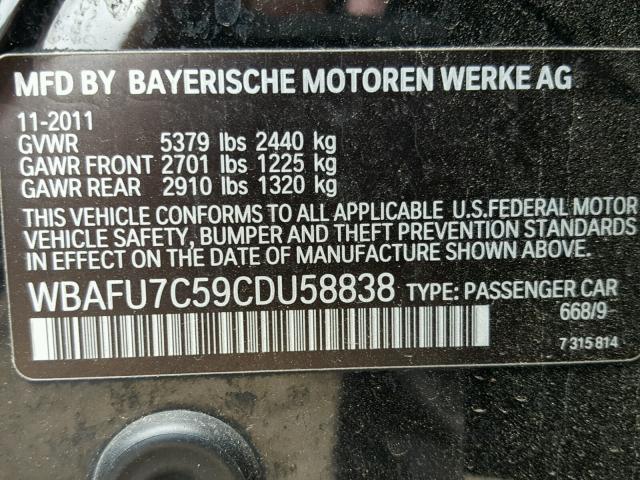 MFD BY BAYERISCHE MOTOREN WERKE AG
11-2011
GVWR 5379 lbs 2440 kg
GAWR FRONT 2701 lbs 1225 kg
GAWR REAR 2910 lbs 1320 kg
THIS VEHICLE CONFORMS TO ALL APPLICABLE U.S.FEDERAL MOTOR
VEHICLE SAFETY, BUMPER AND THEFT PREVENTION STANDARDS
IN EFFECT ON THE DATE OF MANUFACTURE SHOWN ABOVE.
WBAFU7C59CDU58838 TYPE: PASSENGER CAR
668/9
7 315 814